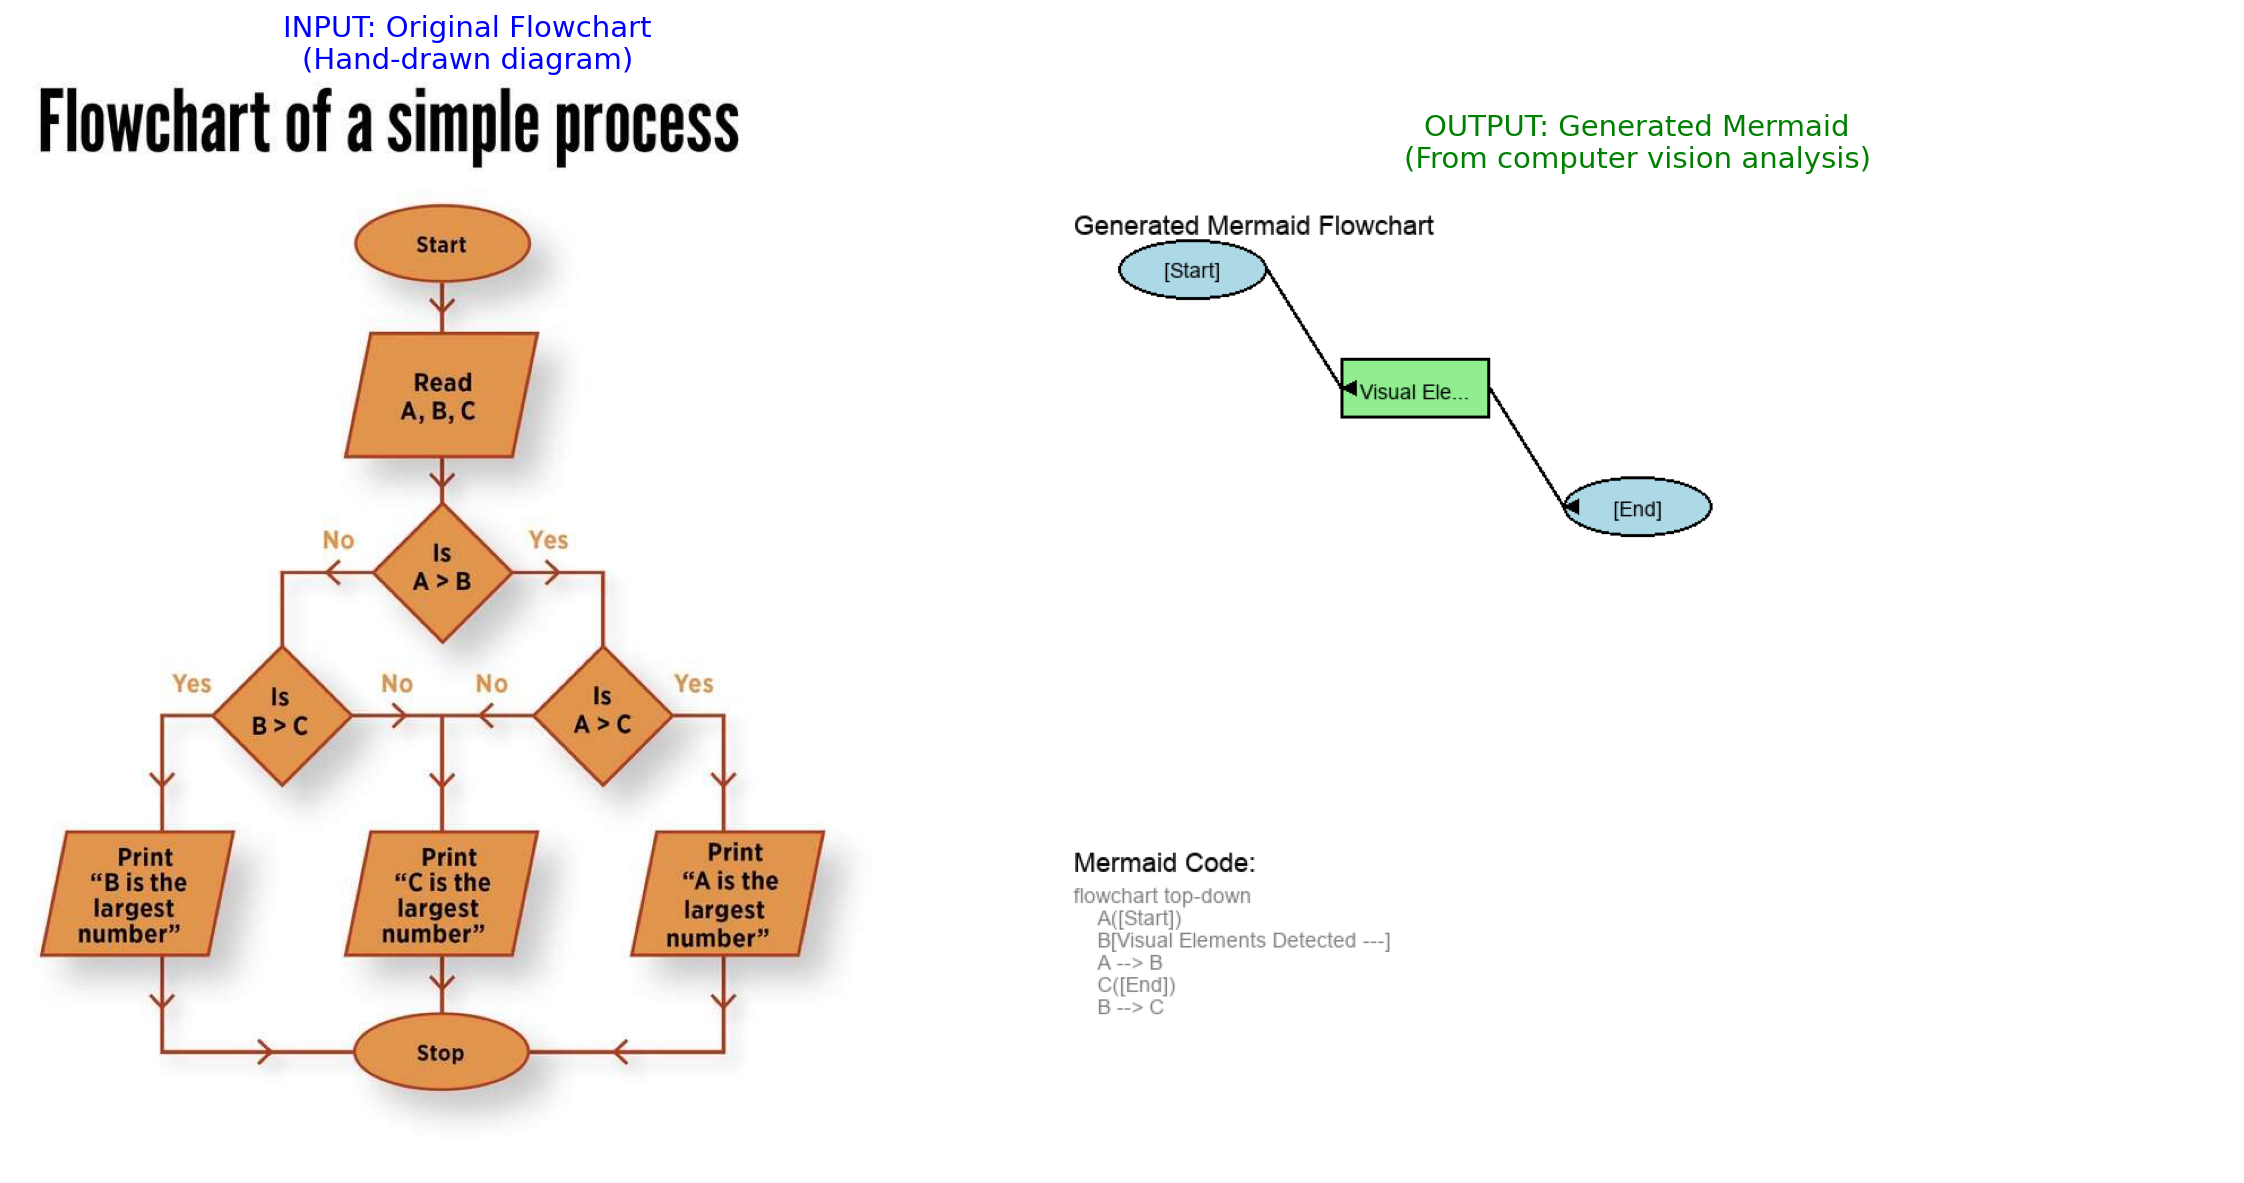 INPUT: Original Flowchart
(Hand-drawn diagram)
Flowchart of a simple process
Start
Read
A, B, C
Is
A > B
No
Yes
Is
B > C
Yes
No
Is
A > C
No
Yes
Print
“B is the
largest
number”
Print
“C is the
largest
number”
Print
“A is the
largest
number”
Stop
OUTPUT: Generated Mermaid
(From computer vision analysis)
Generated Mermaid Flowchart
[Start]
Visual Ele...
[End]
Mermaid Code:
flowchart top-down
A([Start])
B[Visual Elements Detected ---]
A --> B
C([End])
B --> C